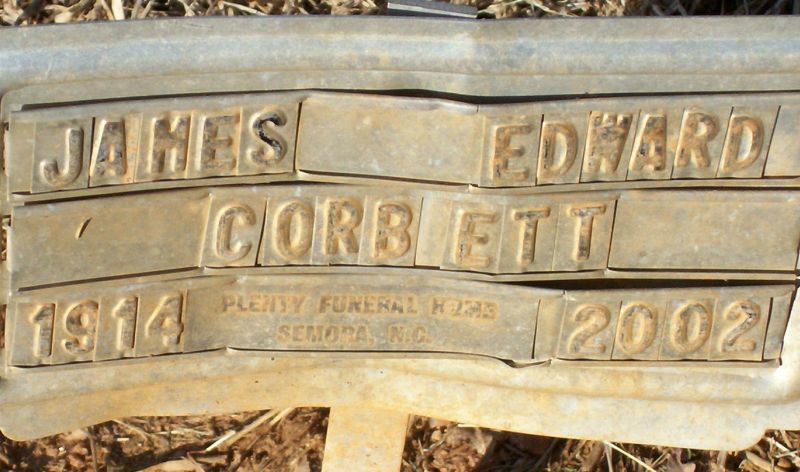 JAMES EDWARD
CORBETT
1914 PLENTY FUNERAL HOME 2002
SEMORA, N.C.